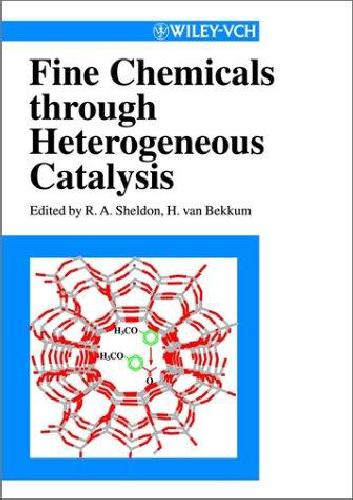 WILEY-VCH
Fine Chemicals
through
Heterogeneous
Catalysis
Edited by R. A. Sheldon, H. van Bekkum
H₃CO
H₃CO
O